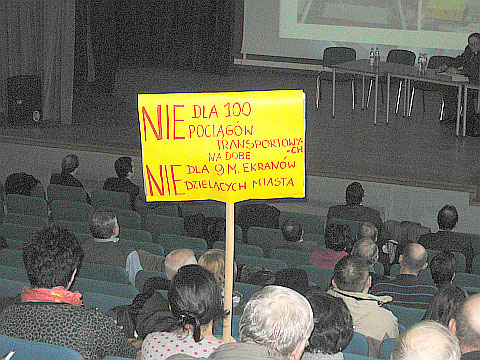 NIE DLA 100
POCIĄGÓW
TRANSPORTOWY-
-CH
NA DOBĘ
NIE DLA 9 M. EKRANÓW
DZIELĄCYCH MIASTA